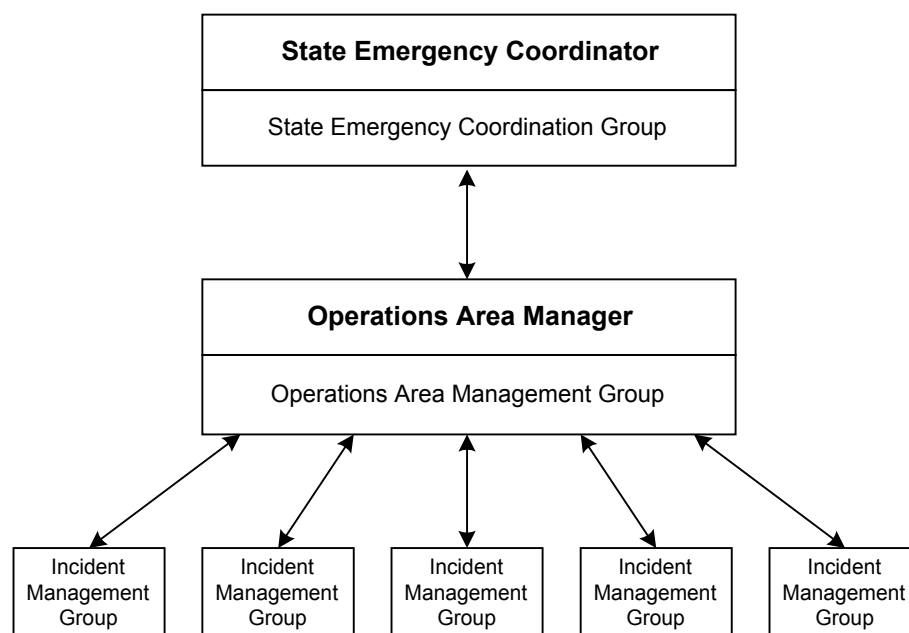 State Emergency Coordinator
State Emergency Coordination Group
Operations Area Manager
Operations Area Management Group
Incident
Management
Group
Incident
Management
Group
Incident
Management
Group
Incident
Management
Group
Incident
Management
Group